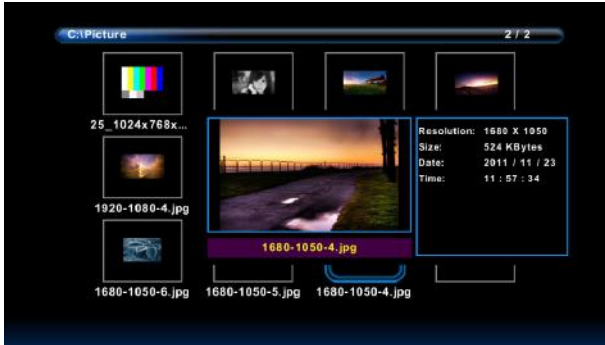 C:\Picture 2 / 2
25_1024x768x...
Resolution: 1680 X 1050
Size: 524 KBytes
Date: 2011 / 11 / 23
Time: 11 : 57 : 34
1920-1080-4.jpg
1680-1050-4.jpg
1680-1050-6.jpg 1680-1050-5.jpg 1680-1050-4.jpg